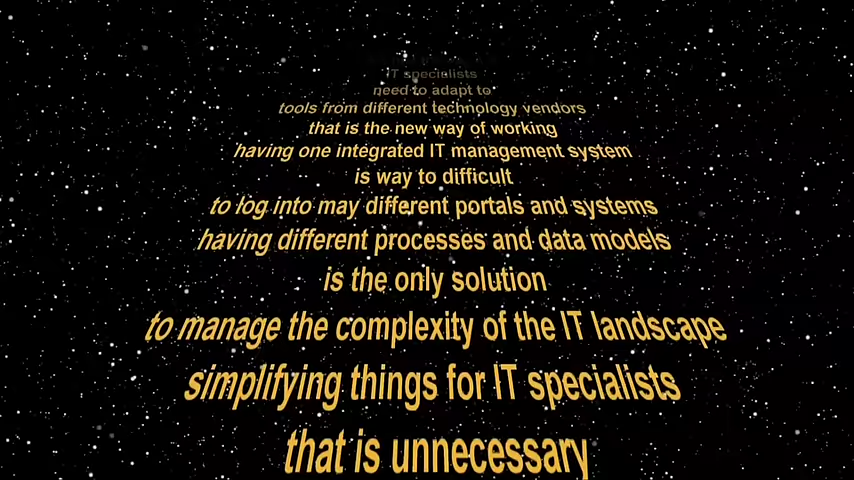 IT specialists
need to adapt to
tools from different technology vendors
that is the new way of working
having one integrated IT management system
is way to difficult
to log into may different portals and systems
having different processes and data models
is the only solution
to manage the complexity of the IT landscape
simplifying things for IT specialists
that is unnecessary